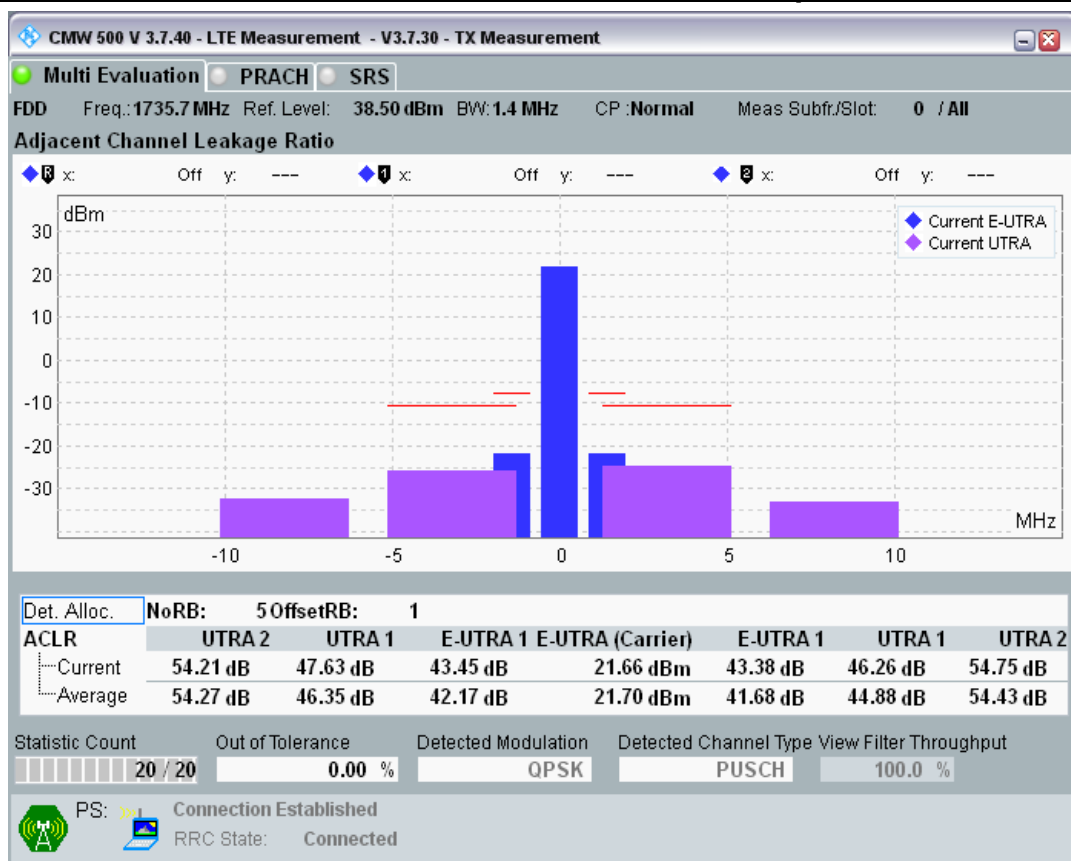 CMW 500 V 3.7.40 - LTE Measurement - V3.7.30 - TX Measurement
Multi Evaluation PRACH SRS
FDD Freq.: 1735.7 MHz Ref. Level: 38.50 dBm BW: 1.4 MHz CP :Normal Meas Subfr./Slot: 0 / All
Adjacent Channel Leakage Ratio
R x: Off y: --- 1 x: Off y: --- 2 x: Off y: ---
dBm
Current E-UTRA
Current UTRA
30
20
10
0
-10
-20
-30
MHz
-10 -5 0 5 10
Det. Alloc. NoRB: 5 OffsetRB: 1
ACLR UTRA 2 UTRA 1 E-UTRA 1 E-UTRA (Carrier) E-UTRA 1 UTRA 1 UTRA 2
Current 54.21 dB 47.63 dB 43.45 dB 21.66 dBm 43.38 dB 46.26 dB 54.75 dB
Average 54.27 dB 46.35 dB 42.17 dB 21.70 dBm 41.68 dB 44.88 dB 54.43 dB
Statistic Count Out of Tolerance Detected Modulation Detected Channel Type View Filter Throughput
20 / 20 0.00 % QPSK PUSCH 100.0 %
PS: Connection Established
RRC State: Connected